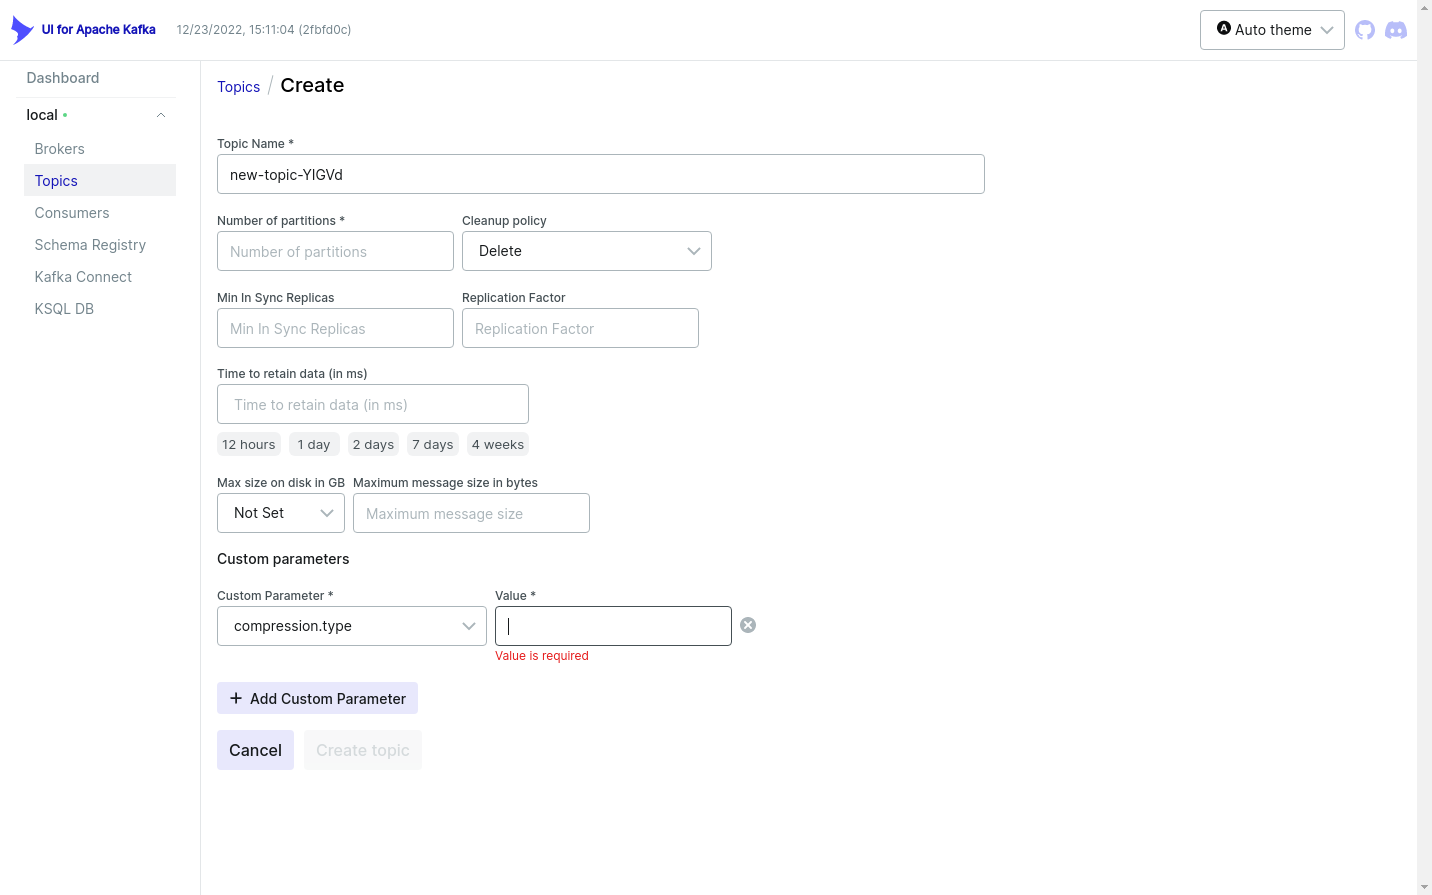 UI for Apache Kafka 12/23/2022, 15:11:04 (2fbfd0c) A Auto theme
Dashboard
local
Brokers
Topics
Consumers
Schema Registry
Kafka Connect
KSQL DB
Topics / Create
Topic Name *
new-topic-YIGVd
Number of partitions * Cleanup policy
Number of partitions Delete
Min In Sync Replicas Replication Factor
Min In Sync Replicas Replication Factor
Time to retain data (in ms)
Time to retain data (in ms)
12 hours 1 day 2 days 7 days 4 weeks
Max size on disk in GB Maximum message size in bytes
Not Set Maximum message size
Custom parameters
Custom Parameter * Value *
compression.type
Value is required
+ Add Custom Parameter
Cancel Create topic